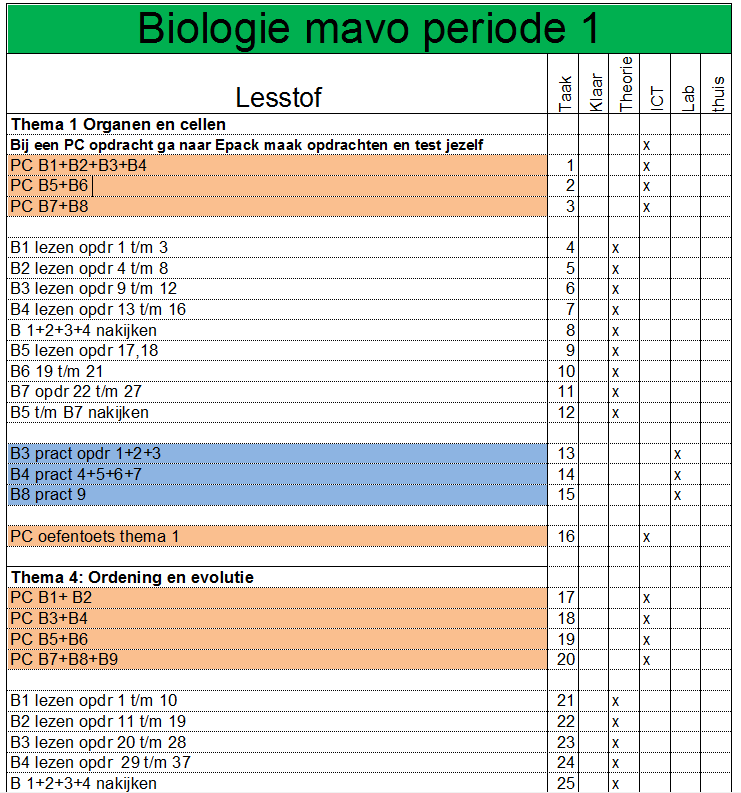 Biologie mavo periode 1
Lesstof Taak Klaar Theorie ICT Lab thuis
Thema 1 Organen en cellen
Bij een PC opdracht ga naar Epack maak opdrachten en test jezelf x
PC B1+B2+B3+B4 1 x
PC B5+B6 2 x
PC B7+B8 3 x
B1 lezen opdr 1 t/m 3 4 x
B2 lezen opdr 4 t/m 8 5 x
B3 lezen opdr 9 t/m 12 6 x
B4 lezen opdr 13 t/m 16 7 x
B 1+2+3+4 nakijken 8 x
B5 lezen opdr 17,18 9 x
B6 19 t/m 21 10 x
B7 opdr 22 t/m 27 11 x
B5 t/m B7 nakijken 12 x
B3 pract opdr 1+2+3 13 x
B4 pract 4+5+6+7 14 x
B8 pract 9 15 x
PC oefentoets thema 1 16 x
Thema 4: Ordening en evolutie
PC B1+ B2 17 x
PC B3+B4 18 x
PC B5+B6 19 x
PC B7+B8+B9 20 x
B1 lezen opdr 1 t/m 10 21 x
B2 lezen opdr 11 t/m 19 22 x
B3 lezen opdr 20 t/m 28 23 x
B4 lezen opdr  29 t/m 37 24 x
B 1+2+3+4 nakijken 25 x